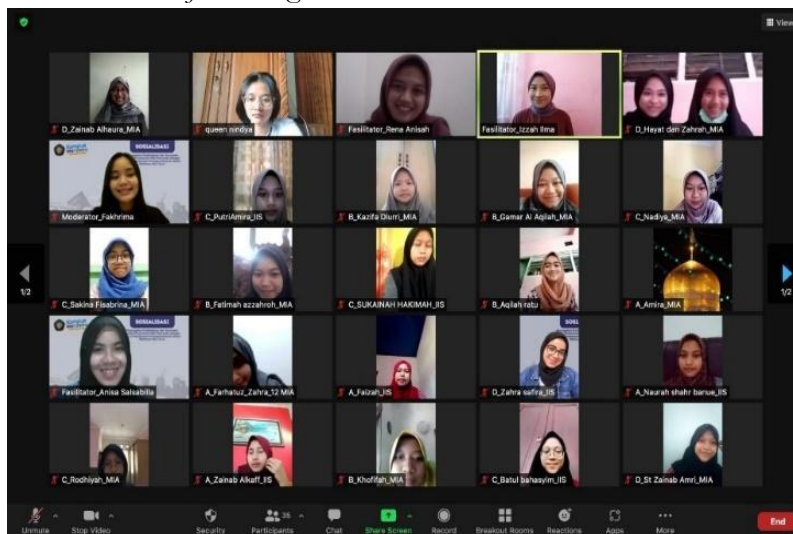 View
D_Zainab Alhaura_MIA
queen nindya
Fasilitator_Rena Anisah
Fasilitator_Izzah Ilma
D_Hayat dan Zahrah_MIA
SOSIALISASI
Moderator_Fakhrima
C_PutriAmira_IIS
B_Kazifa Diurri_MIA
B_Gamar Al Aqilah_MIA
C_Nadiya_MIA
1/2
C_Sakina Fisabrina_MIA
B_Fatimah azzahroh_MIA
C_SUKAINAH HAKIMAH_IIS
B_Aqilah ratu
A_Amira_MIA
1/2
SOSIALISASI
Fasilitator_Anisa Salsabilla
A_Farhatuz_Zahra_12 MIA
A_Faizah_IIS
D_Zahra safira_IIS
A_Naurah shahr banue_IIS
C_Rodhiyah_MIA
A_Zainab Alkaff_IIS
B_Khofifah_MIA
C_Batul bahasyim_IIS
D_St Zainab Amri_MIA
Unmute
Stop Video
Security
Participants
Chat
Share Screen
Record
Breakout Rooms
Reactions
Apps
More
End